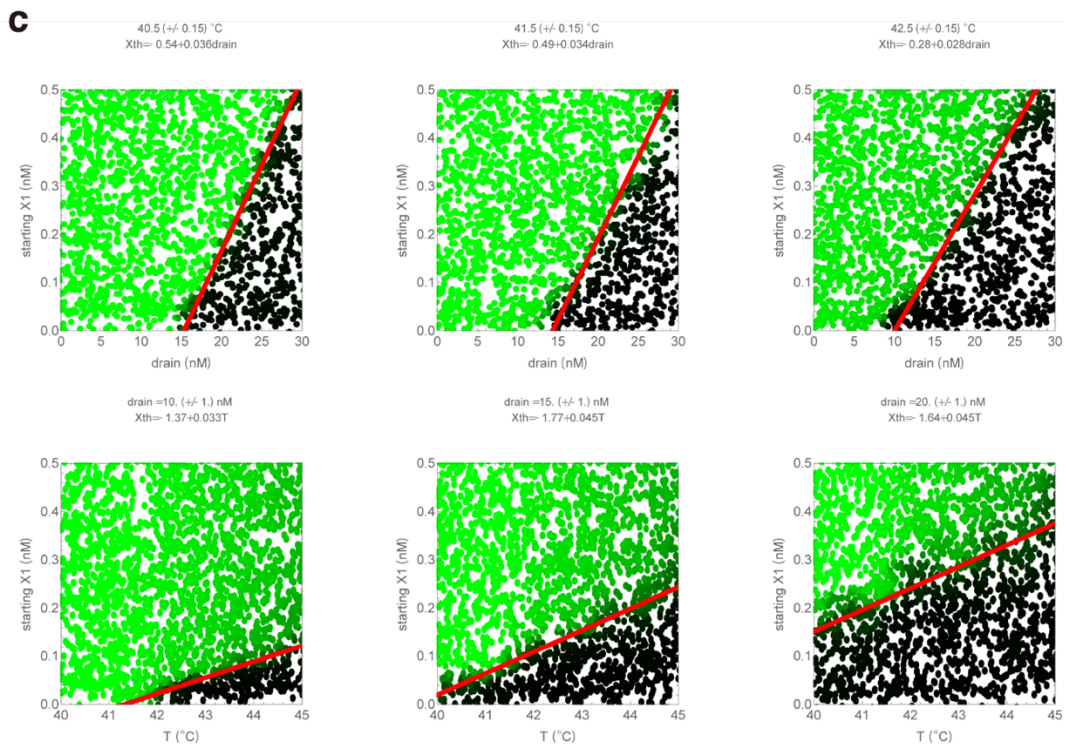 C
40.5 (+/- 0.15) °C
Xth=- 0.54+0.036drain
41.5 (+/- 0.15) °C
Xth=- 0.49+0.034drain
42.5 (+/- 0.15) °C
Xth=- 0.28+0.028drain
starting X1 (nM)
0.5
0.4
0.3
0.2
0.1
0.0
0 5 10 15 20 25 30
drain (nM)
starting X1 (nM)
0.5
0.4
0.3
0.2
0.1
0.0
0 5 10 15 20 25 30
drain (nM)
starting X1 (nM)
0.5
0.4
0.3
0.2
0.1
0.0
0 5 10 15 20 25 30
drain (nM)
drain =10. (+/- 1.) nM
Xth=- 1.37+0.033T
drain =15. (+/- 1.) nM
Xth=- 1.77+0.045T
drain =20. (+/- 1.) nM
Xth=- 1.64+0.045T
starting X1 (nM)
0.5
0.4
0.3
0.2
0.1
0.0
40 41 42 43 44 45
T (°C)
starting X1 (nM)
0.5
0.4
0.3
0.2
0.1
0.0
40 41 42 43 44 45
T (°C)
starting X1 (nM)
0.5
0.4
0.3
0.2
0.1
0.0
40 41 42 43 44 45
T (°C)